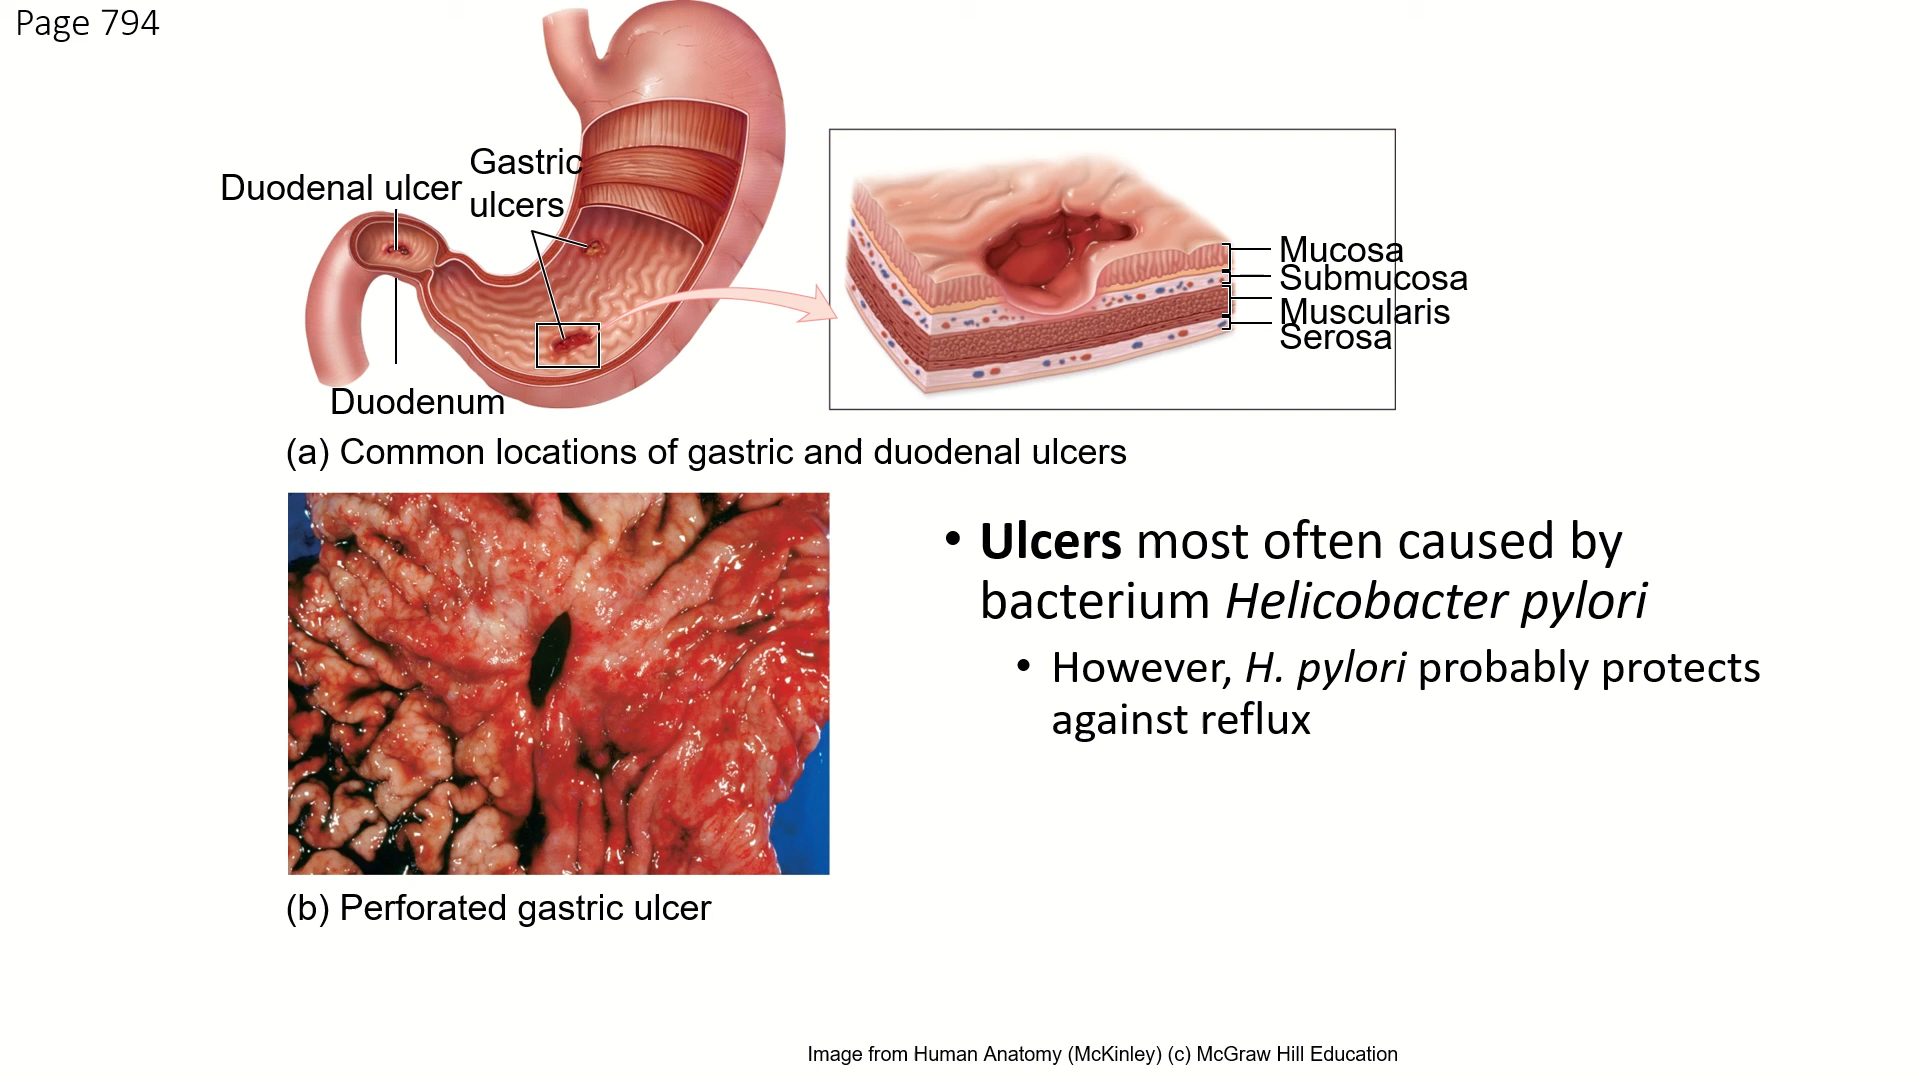 Page 794
Duodenal ulcer
Gastric
ulcers
Duodenum
Mucosa
Submucosa
Muscularis
Serosa
(a) Common locations of gastric and duodenal ulcers
(b) Perforated gastric ulcer
• Ulcers most often caused by
bacterium Helicobacter pylori
• However, H. pylori probably protects
against reflux
Image from Human Anatomy (McKinley) (c) McGraw Hill Education